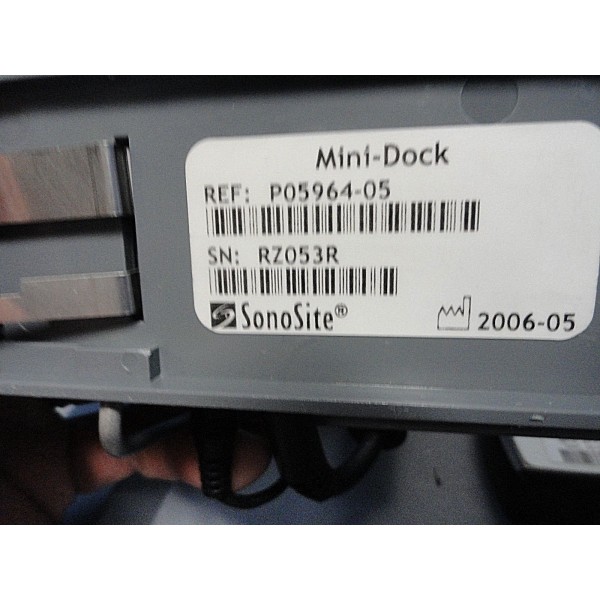 Mini-Dock
REF: P05964-05
SN: RZ053R
SonoSite®
2006-05